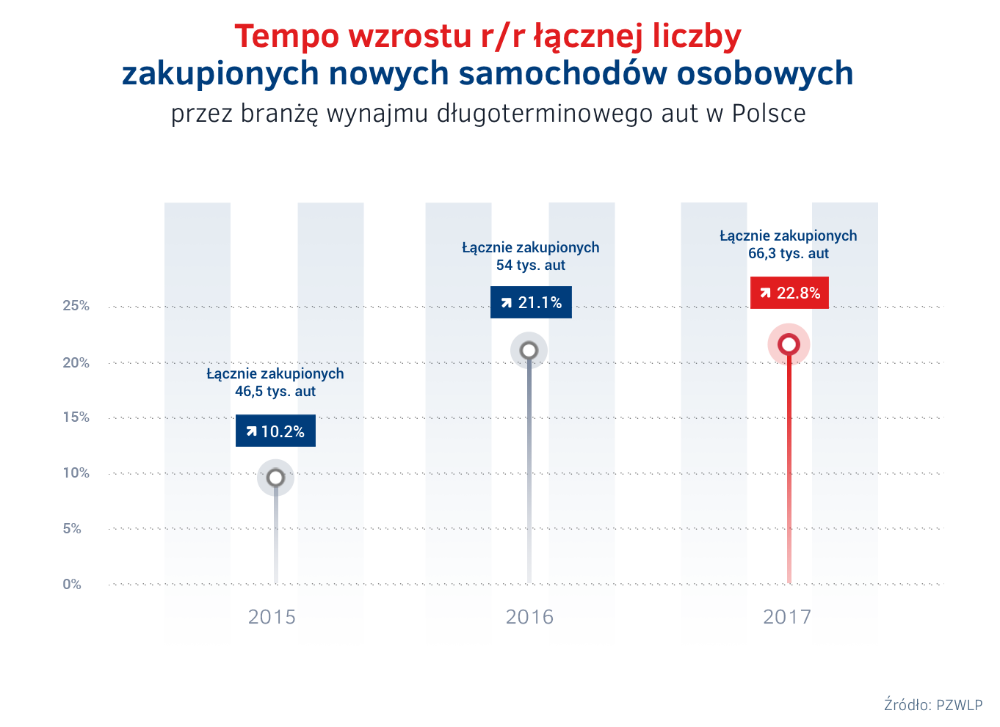 Tempo wzrostu r/r łącznej liczby
zakupionych nowych samochodów osobowych
przez branżę wynajmu długoterminowego aut w Polsce
Łącznie zakupionych
66,3 tys. aut
22.8%
Łącznie zakupionych
54 tys. aut
21.1%
Łącznie zakupionych
46,5 tys. aut
10.2%
25%
20%
15%
10%
5%
0%
2015
2016
2017
Źródło: PZWLP